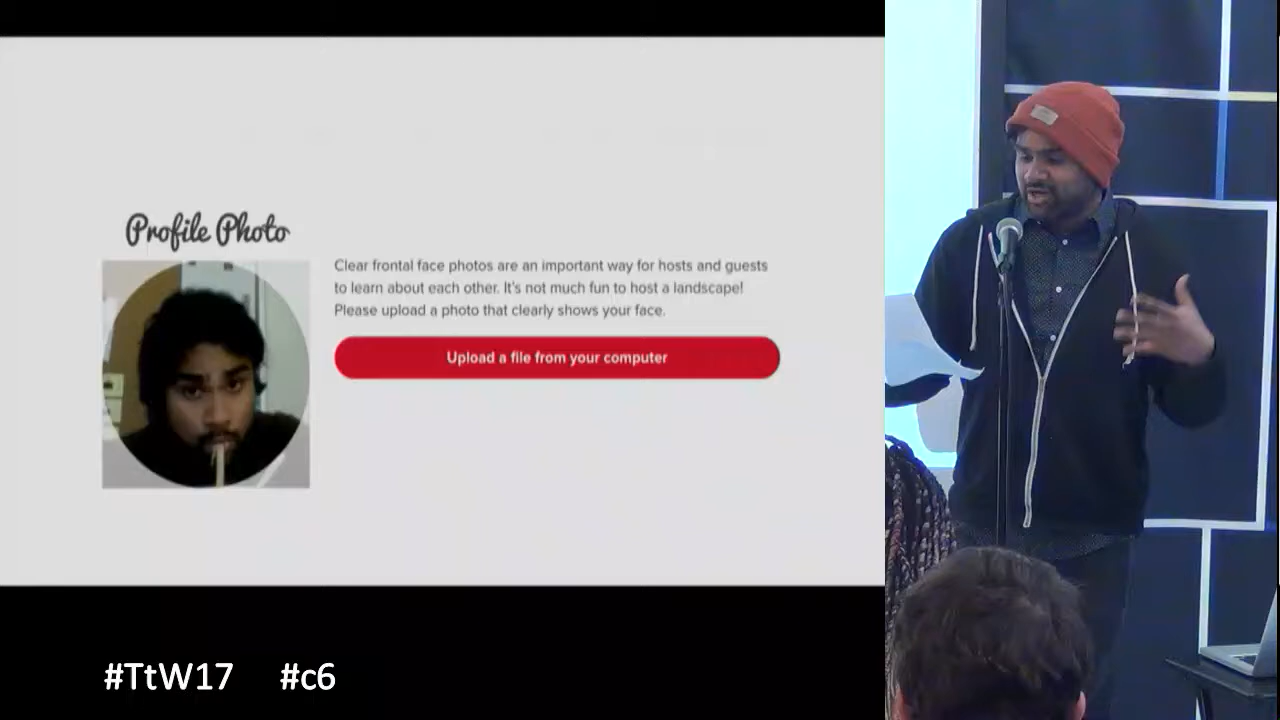 Profile Photo
Clear frontal face photos are an important way for hosts and guests
to learn about each other. It's not much fun to host a landscape!
Please upload a photo that clearly shows your face.
Upload a file from your computer
#TtW17 #c6